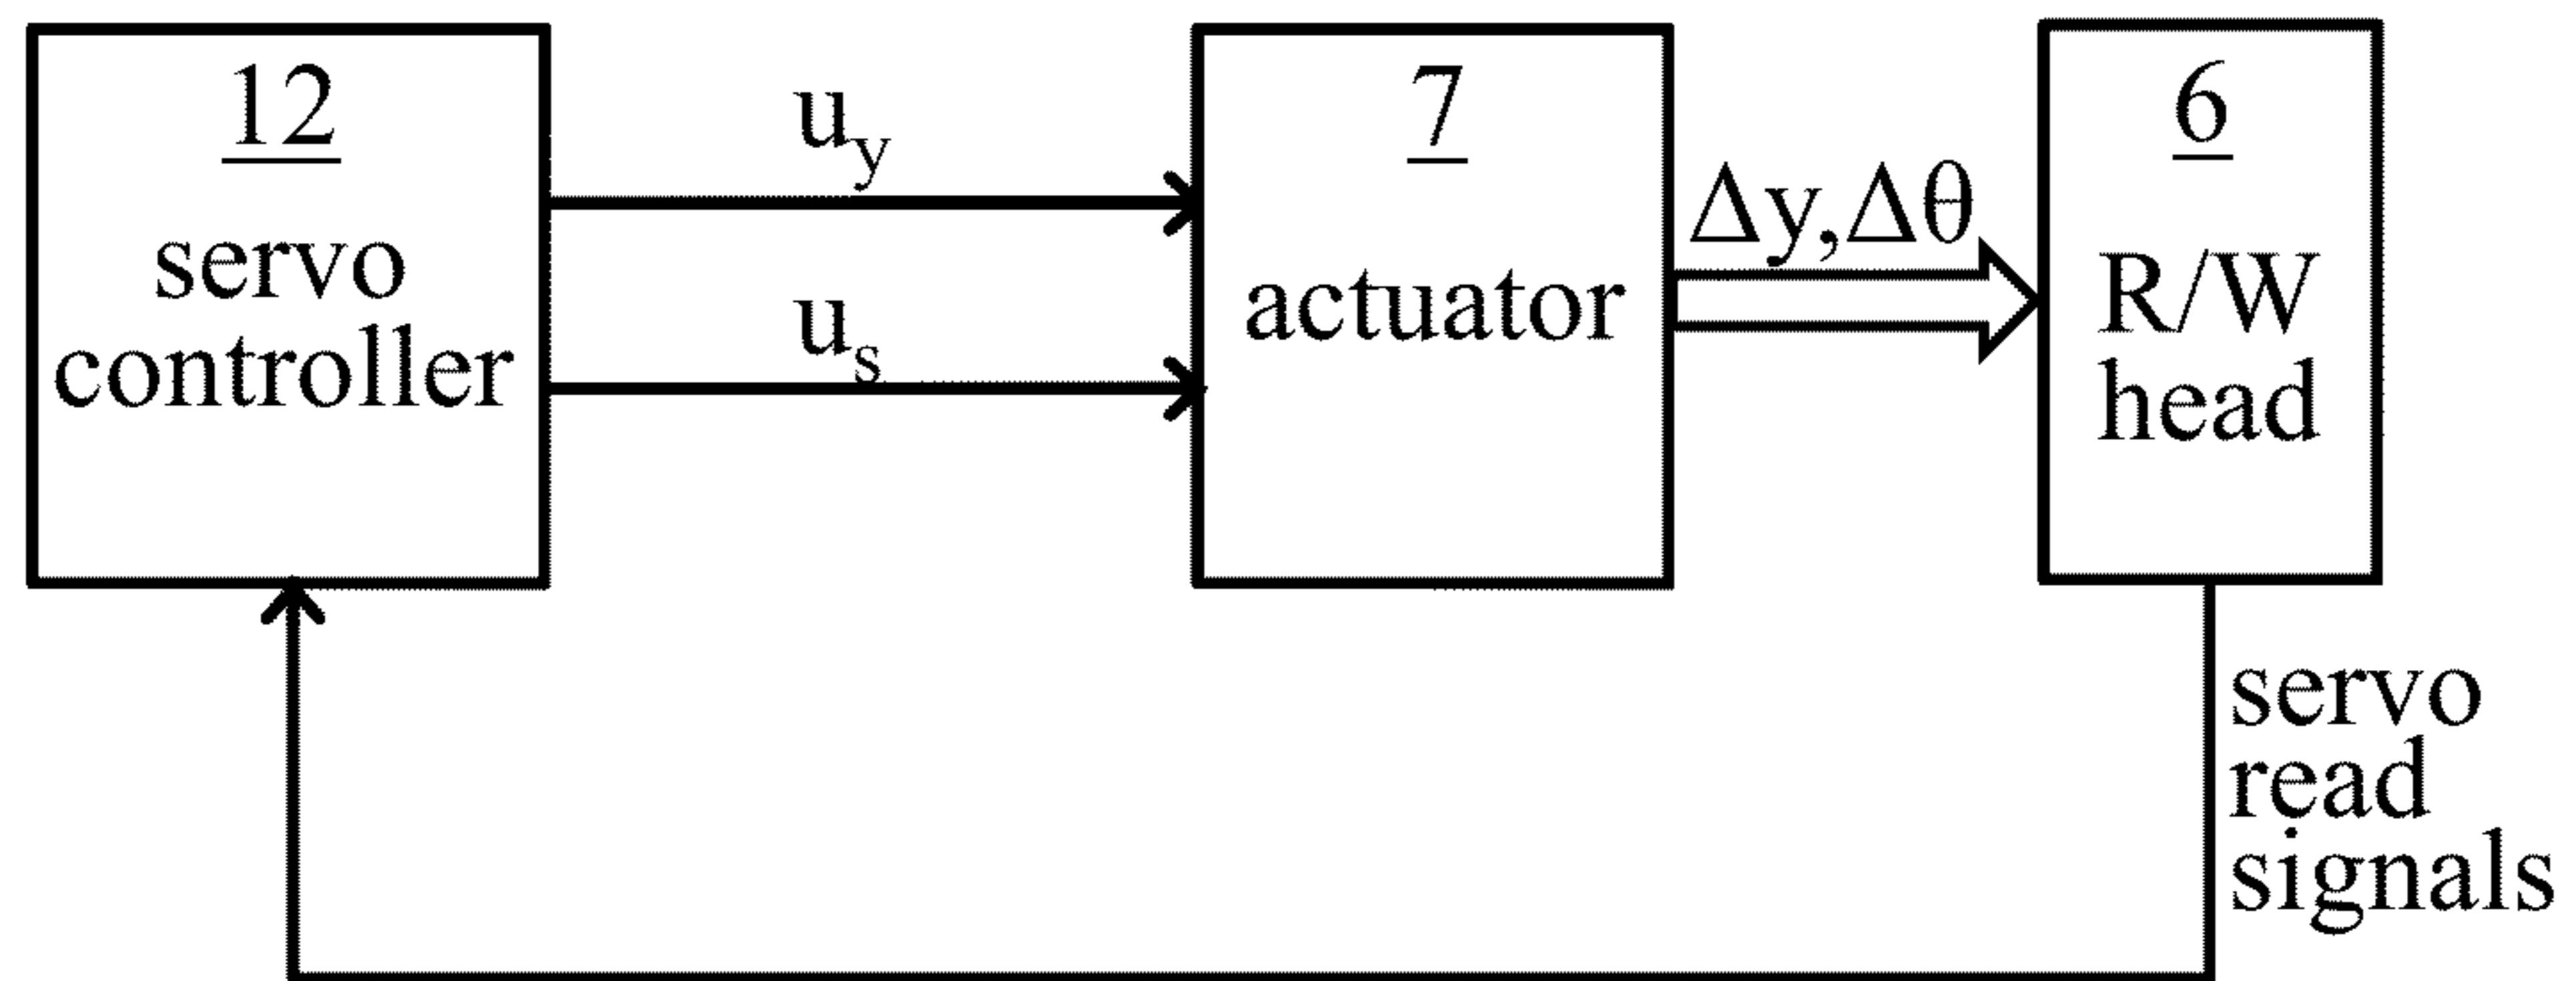 12
servo
controller
u_y
u_s
7
actuator
Δy,Δθ
6
R/W
head
servo
read
signals